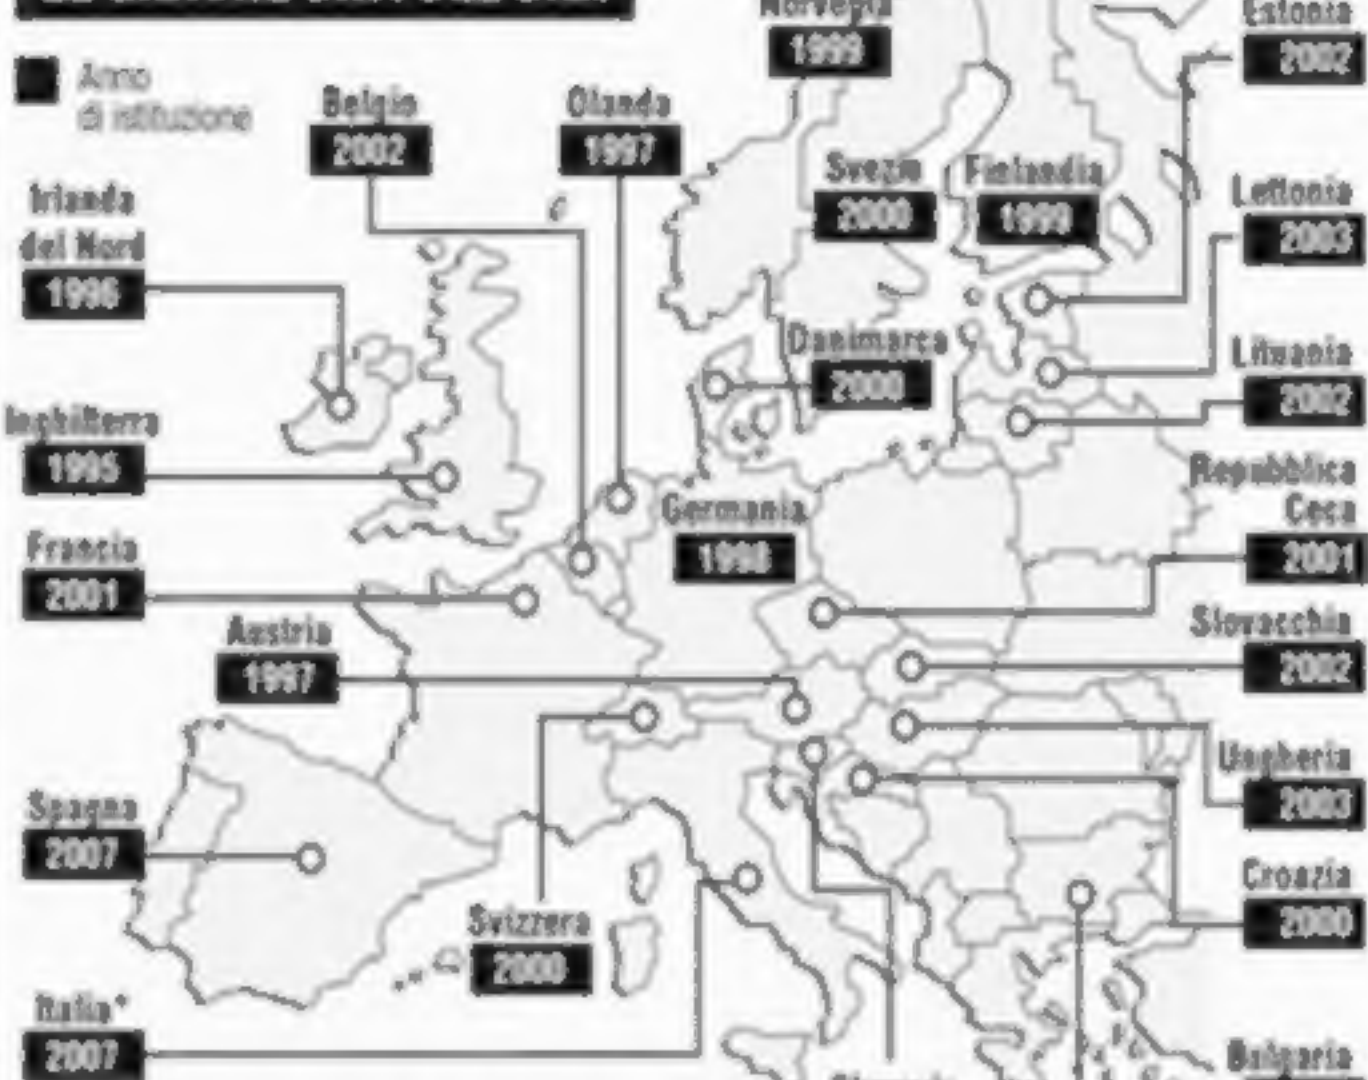 Norvegia
1999
Estonia
2002
Anno
di istituzione
Belgio
2002
Olanda
1997
Svezia
2000
Finlandia
1999
Lettonia
2003
Irlanda
del Nord
1996
Danimarca
2000
Lituania
2002
Inghilterra
1995
Germania
1998
Repubblica
Ceca
2001
Francia
2001
Austria
1997
Slovacchia
2002
Ungheria
2003
Spagna
2007
Croazia
2000
Svizzera
2000
Italia*
2007
Bulgaria